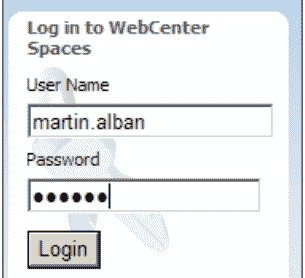 Log in to WebCenter
Spaces
User Name
martin.alban
Password
●●●●●●
Login